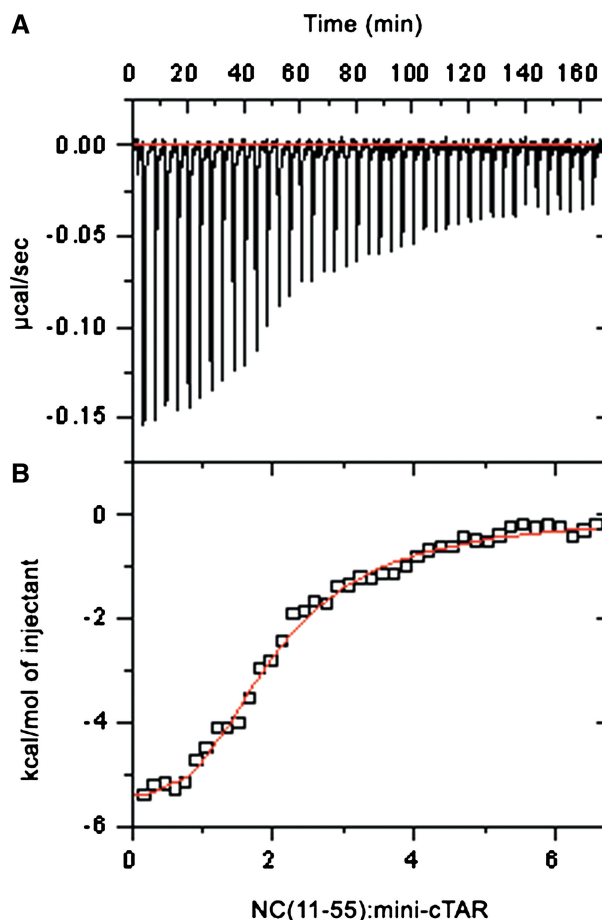 A
Time (min)
0 20 40 60 80 100 120 140 160
0.00
-0.05
-0.10
-0.15
µcal/sec
B
0
-2
-4
-6
kcal/mol of injectant
0 2 4 6
NC(11-55):mini-cTAR